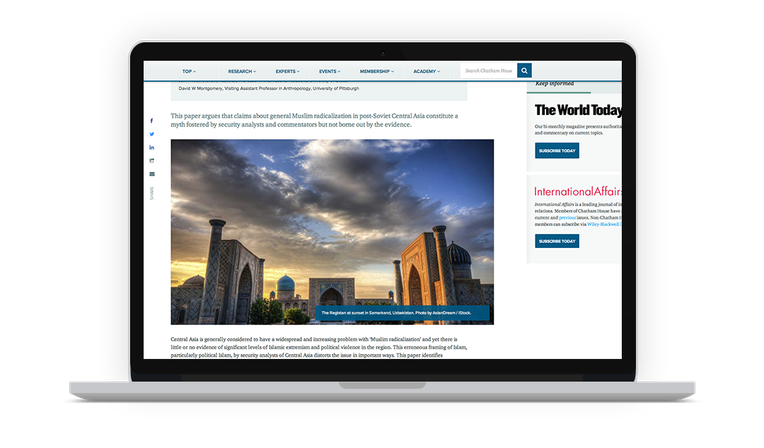 TOP
RESEARCH
EXPERTS
EVENTS
MEMBERSHIP
ACADEMY
Search Chatham House
David W Montgomery, Visiting Assistant Professor in Anthropology, University of Pittsburgh
This paper argues that claims about general Muslim radicalization in post-Soviet Central Asia constitute a
myth fostered by security analysts and commentators but not borne out by the evidence.
SHARE
The Registan at sunset in Samarkand, Uzbekistan. Photo by AsianDream / iStock.
Central Asia is generally considered to have a widespread and increasing problem with 'Muslim radicalization' and yet there is
little or no evidence of significant levels of Islamic extremism and political violence in the region. This erroneous framing of Islam,
particularly political Islam, by security analysts of Central Asia distorts the issue in important ways. This paper identifies
Keep informed
The World Today
Our bi-monthly magazine presents authorita
and commentary on current topics.
SUBSCRIBE TODAY
InternationalAffairs
International Affairs is a leading journal of in
relations. Members of Chatham House have
current and previous issues. Non-Chatham H
members can subscribe via Wiley-Blackwell
SUBSCRIBE TODAY